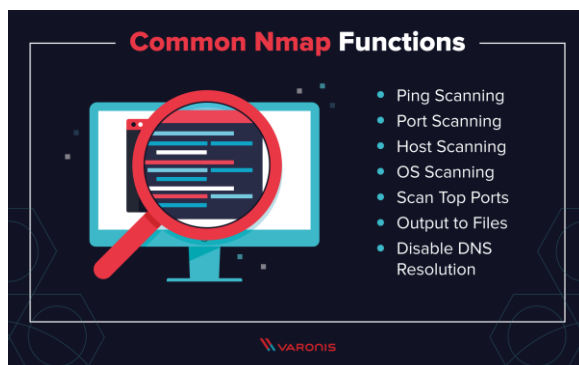 Common Nmap Functions
Ping Scanning
Port Scanning
Host Scanning
OS Scanning
Scan Top Ports
Output to Files
Disable DNS
Resolution
VARONIS